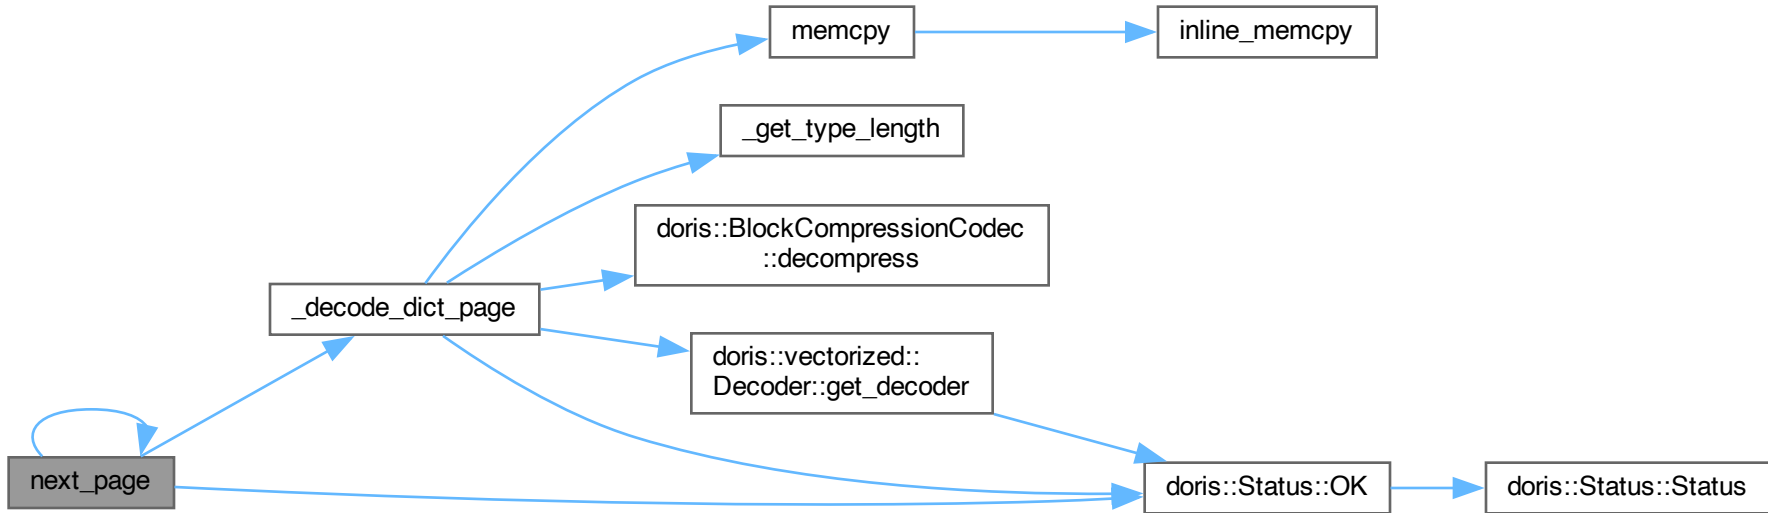 memcpy
inline_memcpy
_get_type_length
doris::BlockCompressionCodec
::decompress
_decode_dict_page
doris::vectorized::
Decoder::get_decoder
next_page
doris::Status::OK
doris::Status::Status